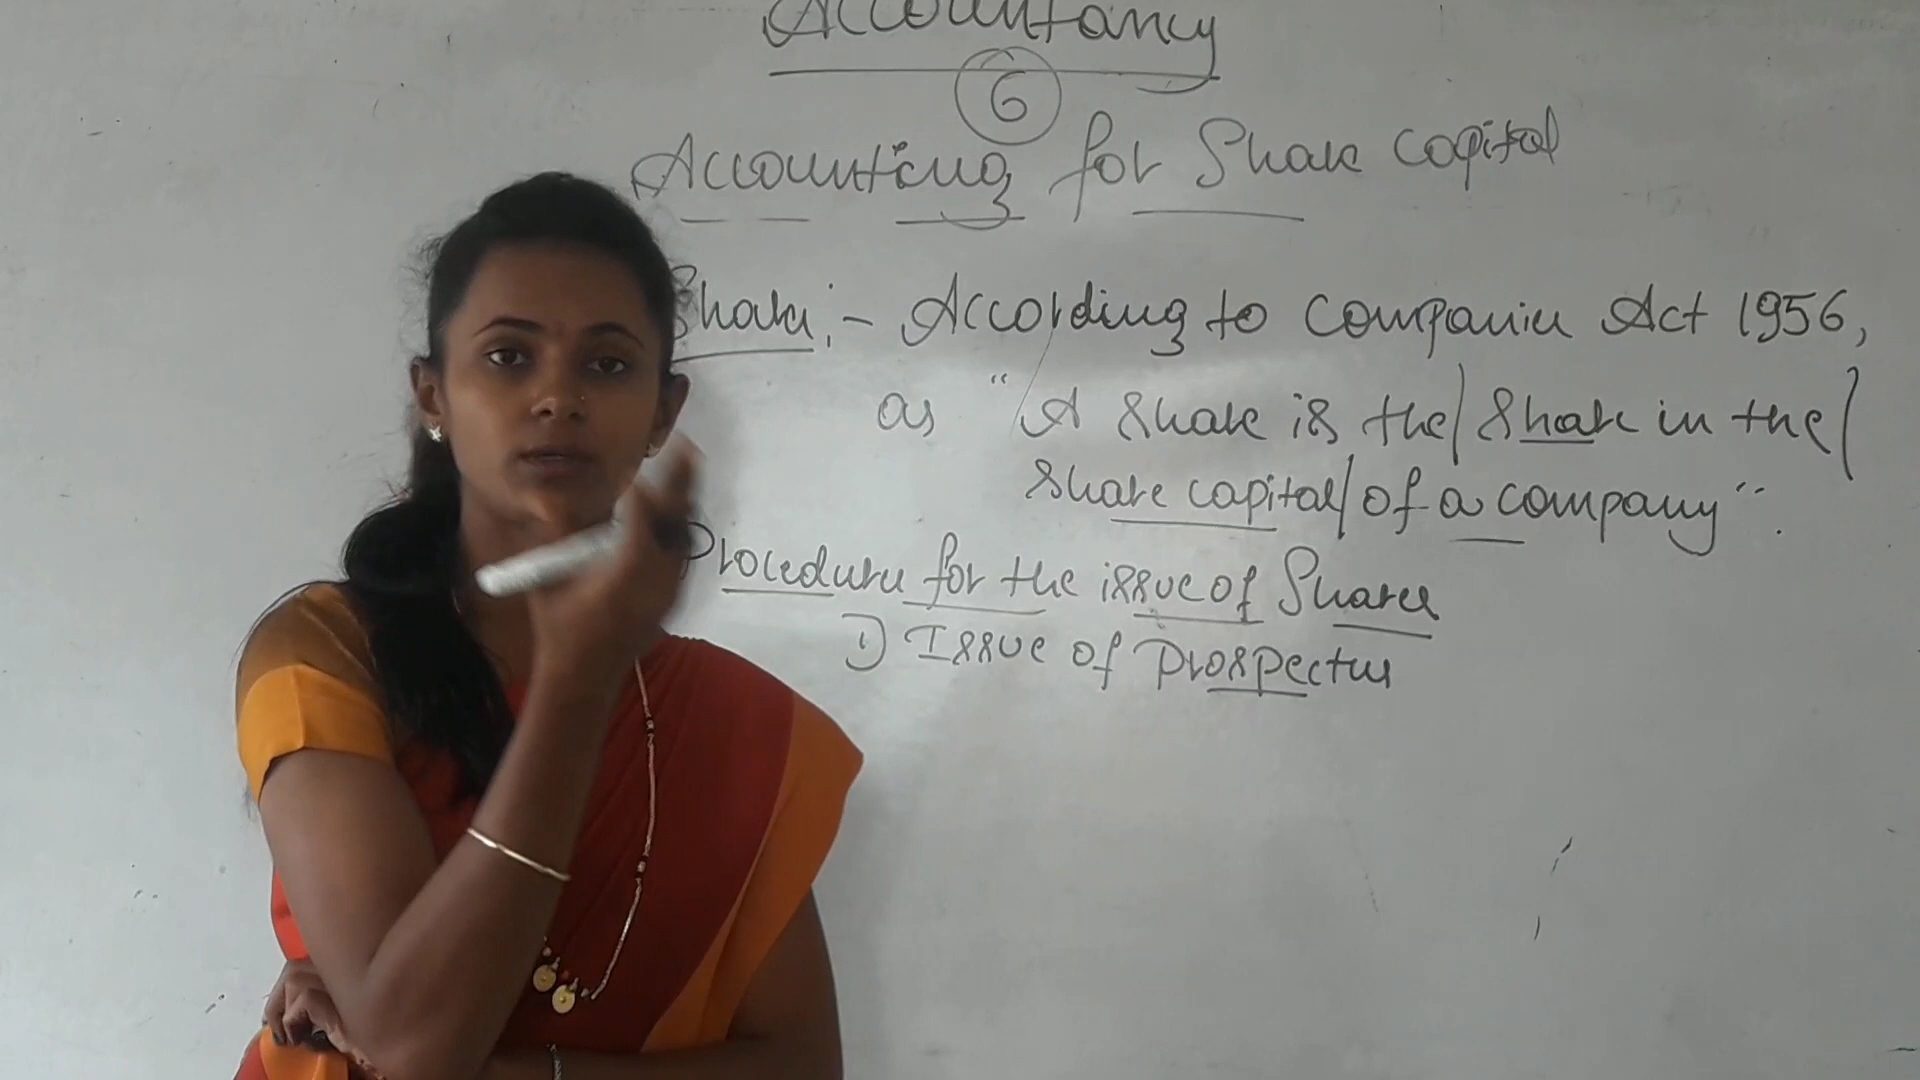 Accountancy
6
Accounting for Share capital
Share :- According to Companies Act 1956,
as "A share is the share in the
share capital of a company".
Procedure for the issue of Shares
1) Issue of Prospectus